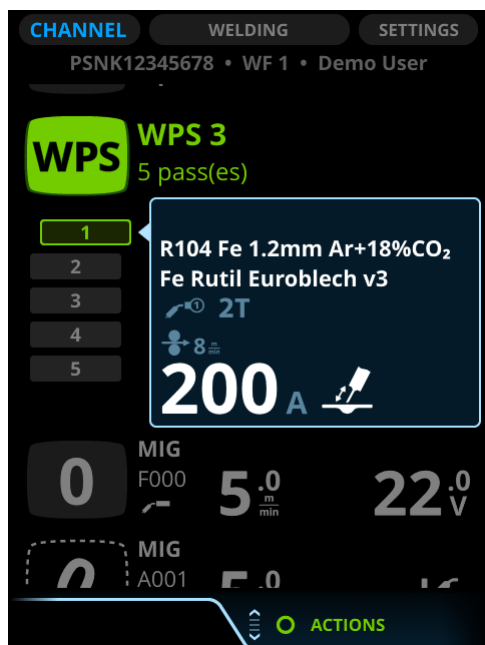 CHANNEL WELDING SETTINGS
PSNK12345678 • WF 1 • Demo User
WPS WPS 3
5 pass(es)
1
2
3
4
5
R104 Fe 1.2mm Ar+18%CO₂
Fe Rutil Euroblech v3
1 2T
8 m/min
200 A
MIG
0 F000 5.0 m/min 22.0 V
MIG
A001
ACTIONS